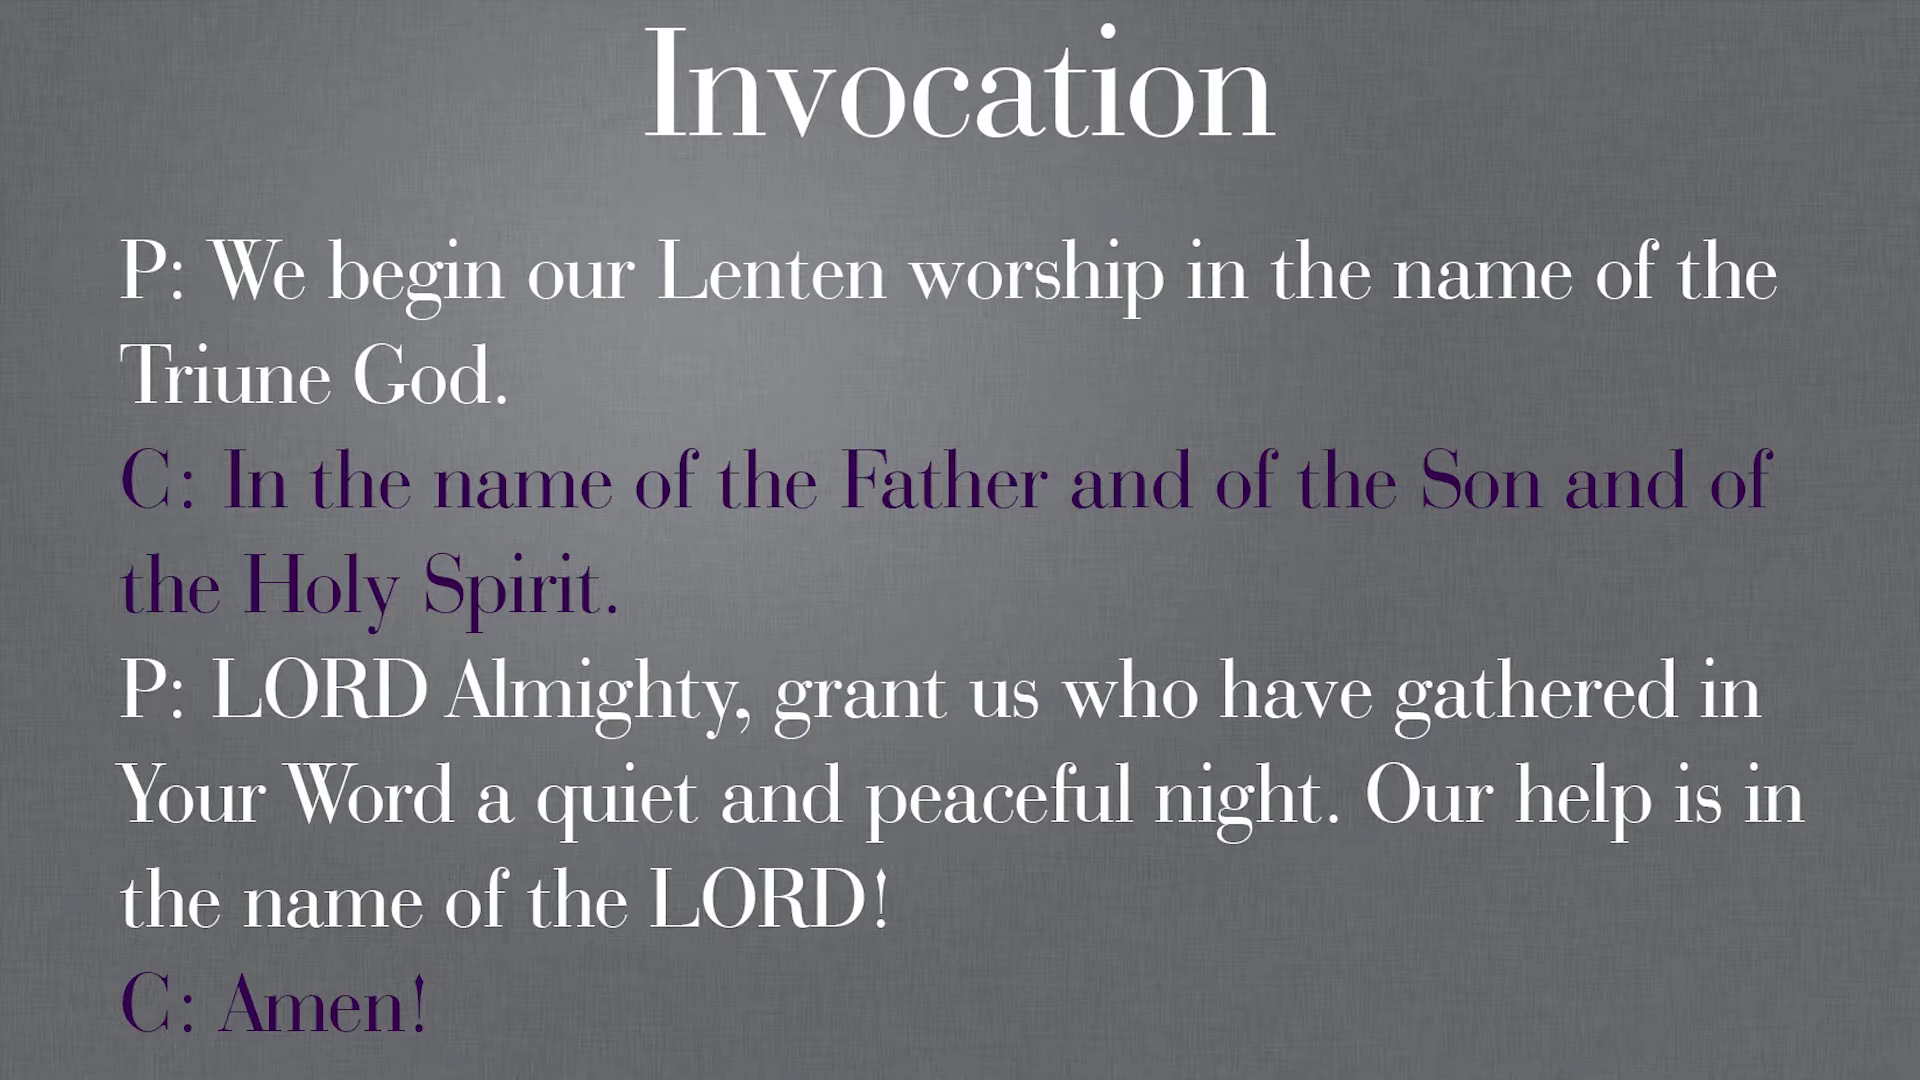 Invocation
P: We begin our Lenten worship in the name of the
Triune God.
C: In the name of the Father and of the Son and of
the Holy Spirit.
P: LORD Almighty, grant us who have gathered in
Your Word a quiet and peaceful night. Our help is in
the name of the LORD!
C: Amen!